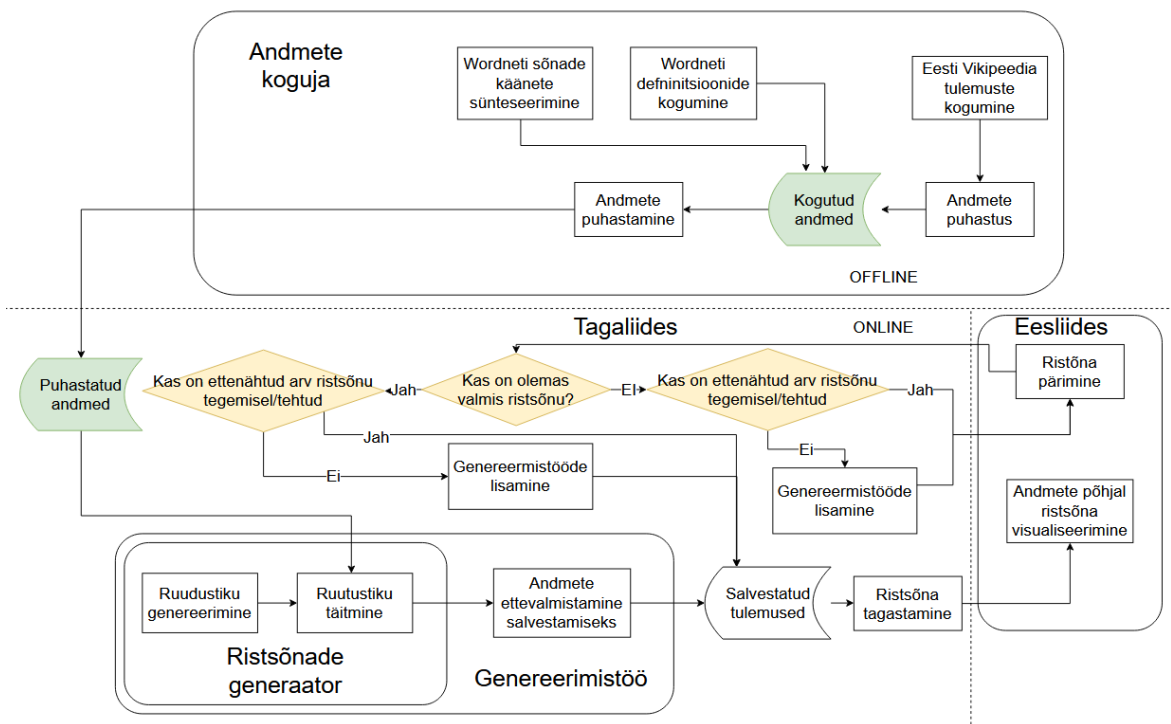 Andmete
koguja
Wordneti sõnade
käänete
sünteseerimine
Wordneti
defninitsioonide
kogumine
Eesti Vikipeedia
tulemuste
kogumine
Andmete
puhastamine
Kogutud
andmed
Andmete
puhastus
OFFLINE
Tagaliides
ONLINE
Eesliides
Puhastatud
andmed
Kas on ettenähtud arv ristsõnu
tegemisel/tehtud
Jah
Kas on olemas
valmis ristsõnu?
EI
Kas on ettenähtud arv ristsõnu
tegemisel/tehtud
Jah
Ristõna
pärimine
Jah
Ei
Genereermistööde
lisamine
Ei
Genereermistööde
lisamine
Andmete põhjal
ristsõna
visualiseerimine
Ruudustiku
genereerimine
Ruutustiku
täitmine
Andmete
ettevalmistamine
salvestamiseks
Salvestatud
tulemused
Ristsõna
tagastamine
Ristsõnade
generaator
Genereerimistöö